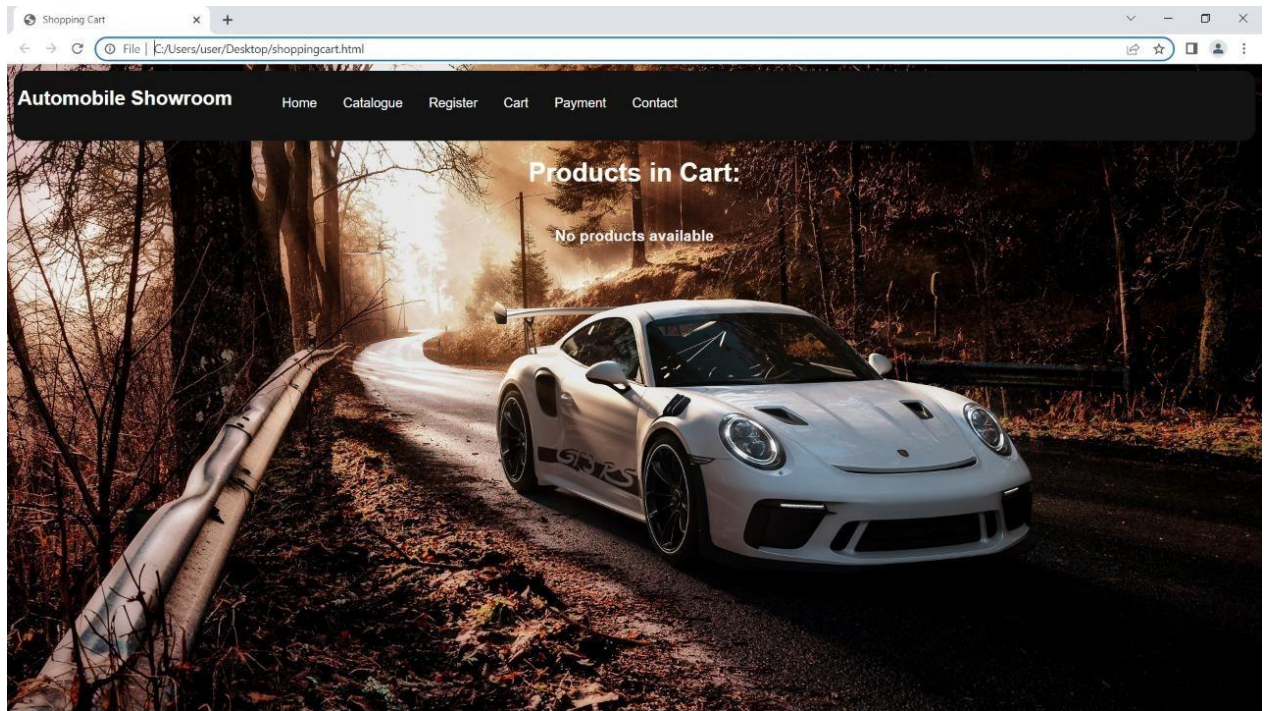 Shopping Cart
File | C:/Users/user/Desktop/shoppingcart.html
Automobile Showroom Home Catalogue Register Cart Payment Contact
Products in Cart:
No products available
GT3 RS